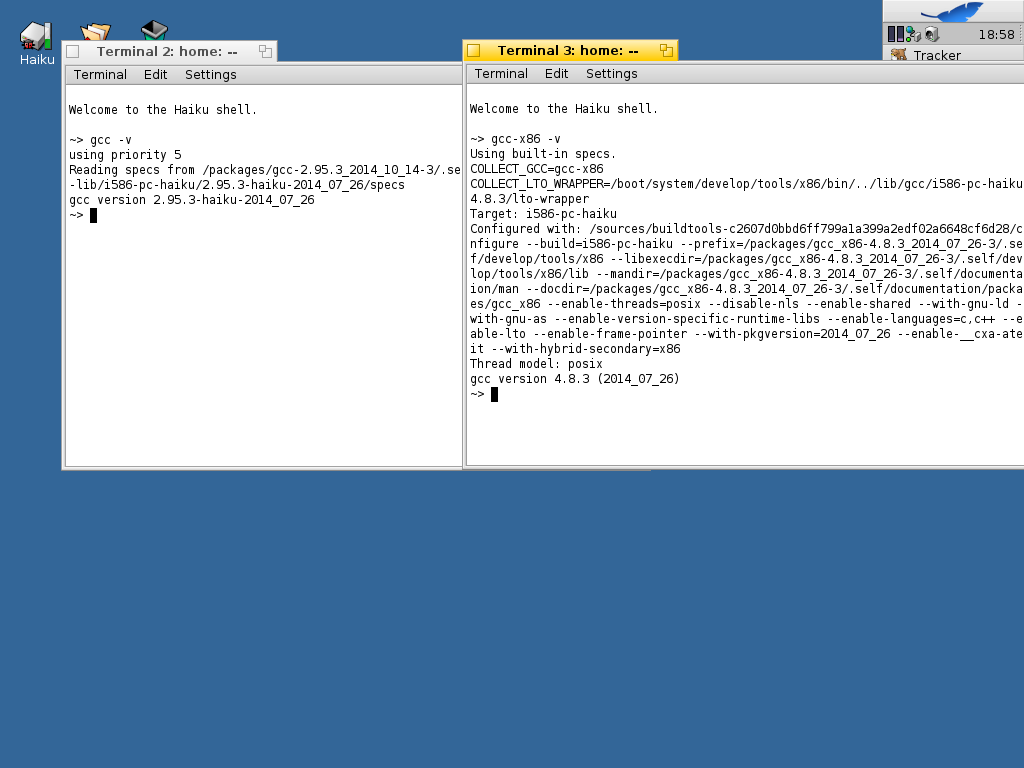 Haiku
18:58
Tracker
Terminal 2: home: --
Terminal Edit Settings
Welcome to the Haiku shell.
~> gcc -v
using priority 5
Reading specs from /packages/gcc-2.95.3_2014_10_14-3/.se
-lib/i586-pc-haiku/2.95.3-haiku-2014_07_26/specs
gcc version 2.95.3-haiku-2014_07_26
~>
Terminal 3: home: --
Terminal Edit Settings
Welcome to the Haiku shell.
~> gcc-x86 -v
Using built-in specs.
COLLECT_GCC=gcc-x86
COLLECT_LTO_WRAPPER=/boot/system/develop/tools/x86/bin/../lib/gcc/i586-pc-haiku
4.8.3/lto-wrapper
Target: i586-pc-haiku
Configured with: /sources/buildtools-c2607d0bbd6ff799a1a399a2edf02a6648cf6d28/c
nfigure --build=i586-pc-haiku --prefix=/packages/gcc_x86-4.8.3_2014_07_26-3/.se
f/develop/tools/x86 --libexecdir=/packages/gcc_x86-4.8.3_2014_07_26-3/.self/dev
lop/tools/x86/lib --mandir=/packages/gcc_x86-4.8.3_2014_07_26-3/.self/documenta
ion/man --docdir=/packages/gcc_x86-4.8.3_2014_07_26-3/.self/documentation/packa
es/gcc_x86 --enable-threads=posix --disable-nls --enable-shared --with-gnu-ld -
with-gnu-as --enable-version-specific-runtime-libs --enable-languages=c,c++ --e
able-lto --enable-frame-pointer --with-pkgversion=2014_07_26 --enable-__cxa-ate
it --with-hybrid-secondary=x86
Thread model: posix
gcc version 4.8.3 (2014_07_26)
~>